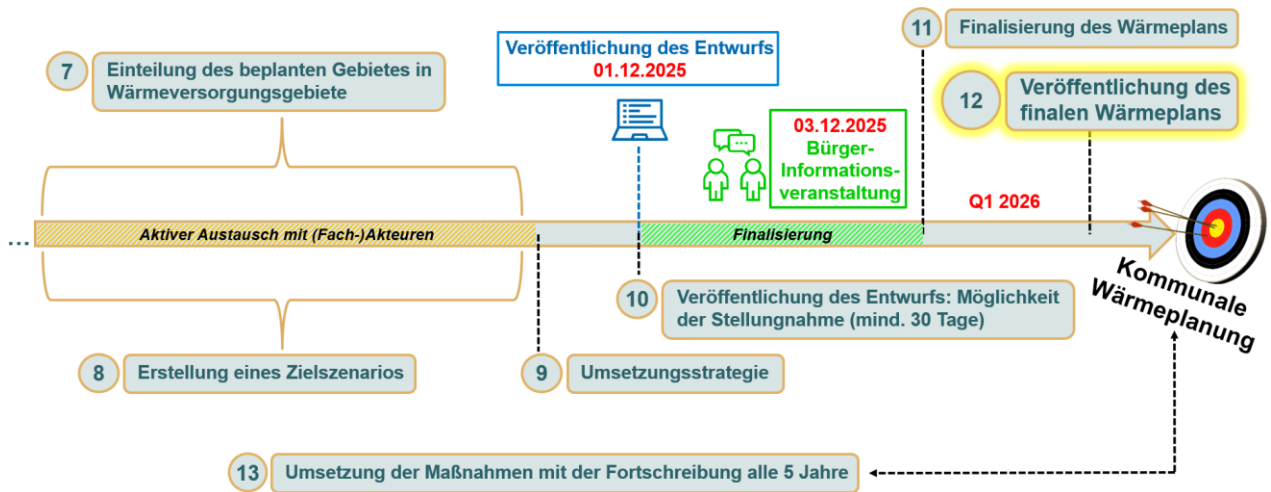 7
Einteilung des beplanten Gebietes in
Wärmeversorgungsgebiete
Veröffentlichung des Entwurfs
01.12.2025
11
Finalisierung des Wärmeplans
12
Veröffentlichung des
finalen Wärmeplans
03.12.2025
Bürger-
Informations-
veranstaltung
Q1 2026
...
Aktiver Austausch mit (Fach-)Akteuren
Finalisierung
Kommunale
Wärmeplanung
10
Veröffentlichung des Entwurfs: Möglichkeit
der Stellungnahme (mind. 30 Tage)
8
Erstellung eines Zielszenarios
9
Umsetzungsstrategie
13
Umsetzung der Maßnahmen mit der Fortschreibung alle 5 Jahre